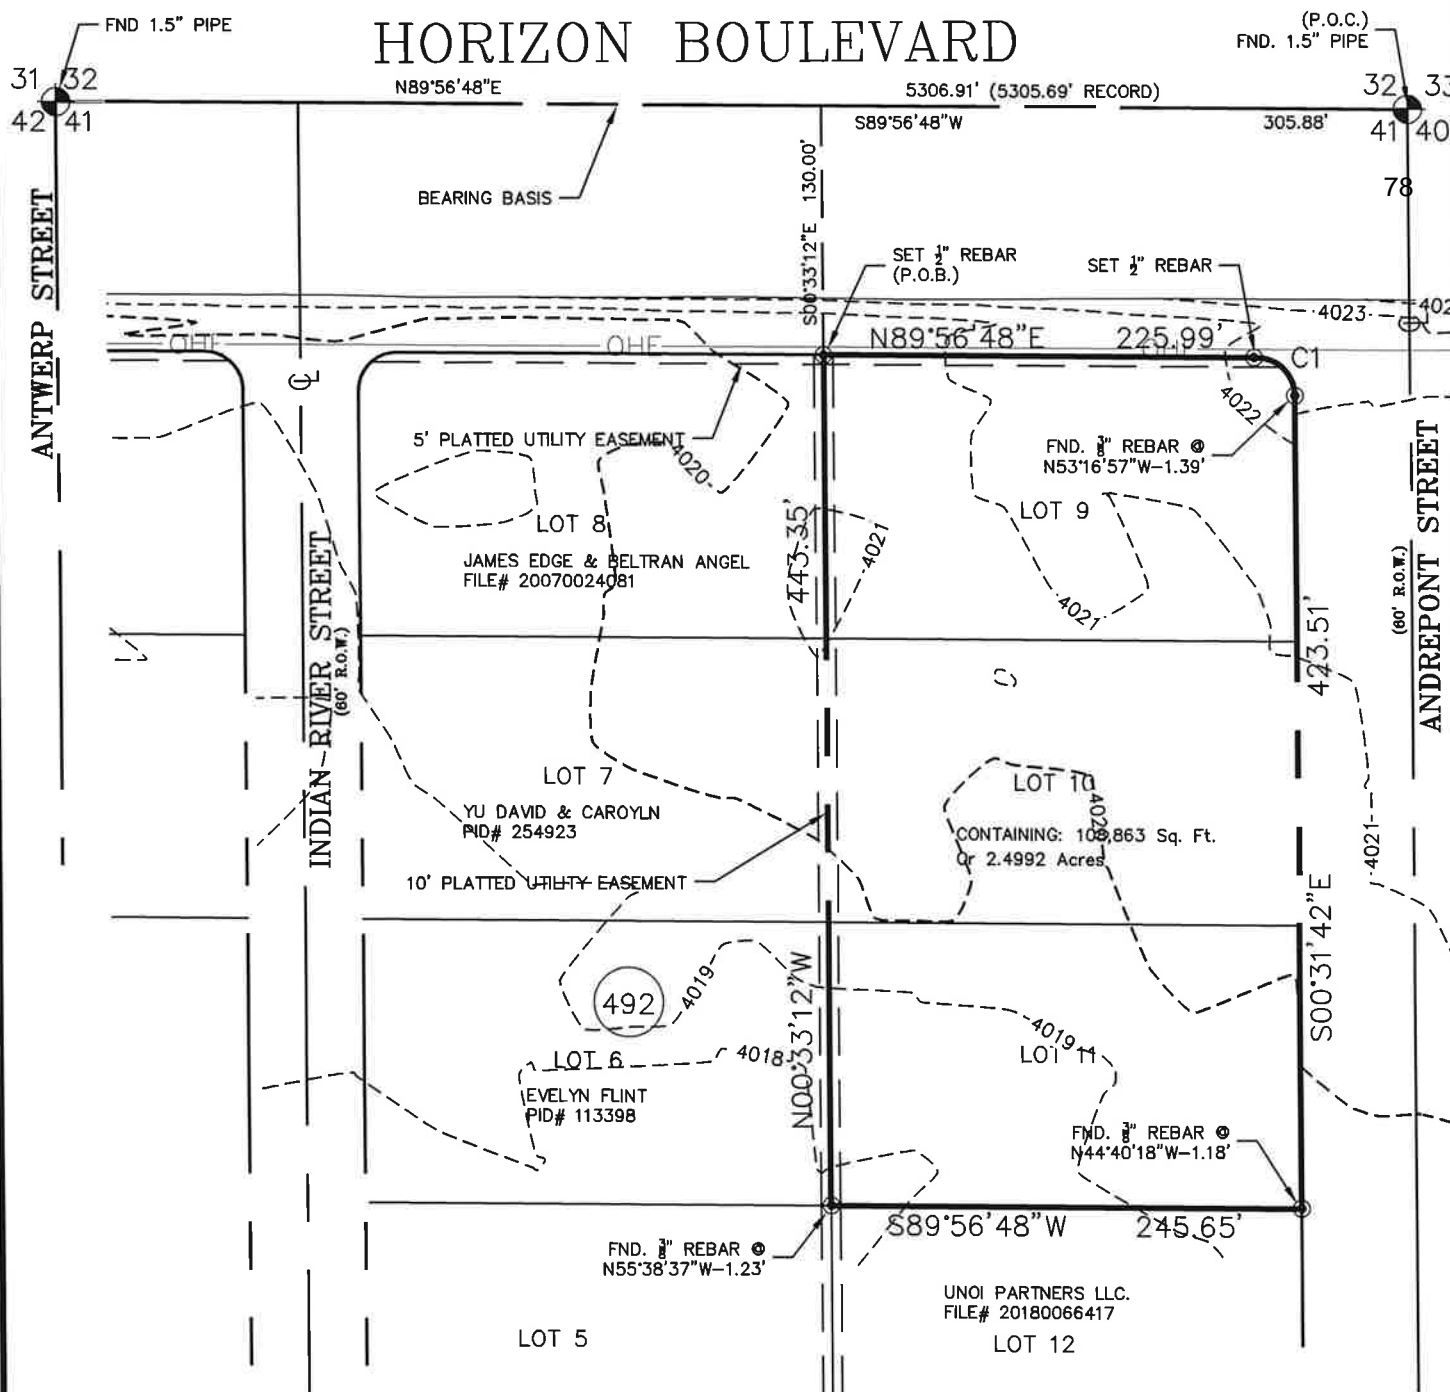 FND 1.5" PIPE
HORIZON BOULEVARD
(P.O.C.)
FND. 1.5" PIPE
31 32
42 41
N89°56'48"E
5306.91' (5305.69' RECORD)
S89°56'48"W
305.88'
32 33
41 40
78
BEARING BASIS
S00°33'12"E 130.00'
ANTWERP STREET
SET 1/2" REBAR
(P.O.B.)
SET 1/2" REBAR
4023
OHE
OHE
N89°56'48"E 225.99'
C1
4022
5' PLATTED UTILITY EASEMENT
4020
FND. 3/8" REBAR @
N53°16'57"W-1.39'
LOT 8
JAMES EDGE & BELTRAN ANGEL
FILE# 20070024081
443.35'
4021
LOT 9
4021
ANDREPONT STREET
(60' R.O.W.)
INDIAN RIVER STREET
(60' R.O.W.)
423.51'
LOT 7
YU DAVID & CAROYLN
PID# 254923
10' PLATTED UTILITY EASEMENT
LOT 10
4020
CONTAINING: 108,863 Sq. Ft.
Or 2.4992 Acres
4021
S00°31'42"E
492
4019
N00°33'12"W
4019
LOT 11
LOT 6
4018
EVELYN FLINT
PID# 113398
FND. 3/8" REBAR @
N44°40'18"W-1.18'
S89°56'48"W 245.65'
FND. 3/8" REBAR @
N55°38'37"W-1.23'
UNOI PARTNERS LLC.
FILE# 20180066417
LOT 5
LOT 12